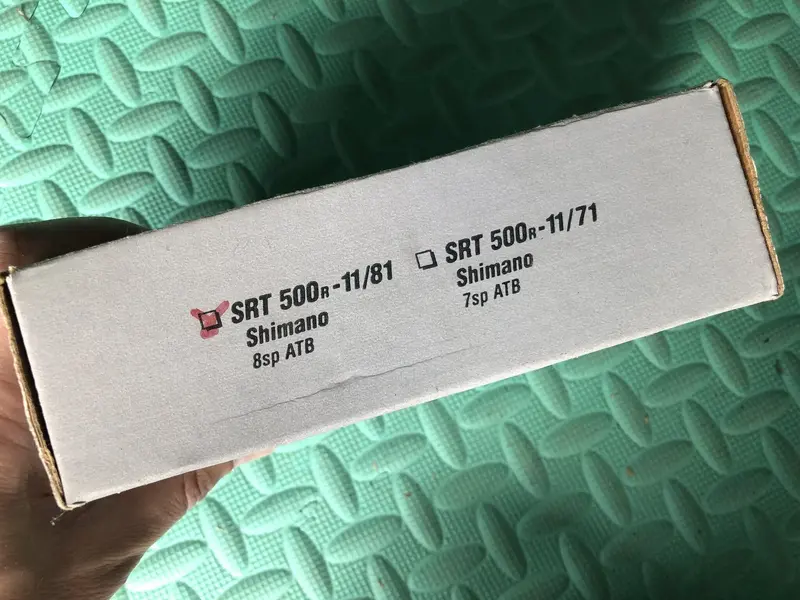 SRT 500R-11/81
Shimano
8sp ATB
SRT 500R-11/71
Shimano
7sp ATB